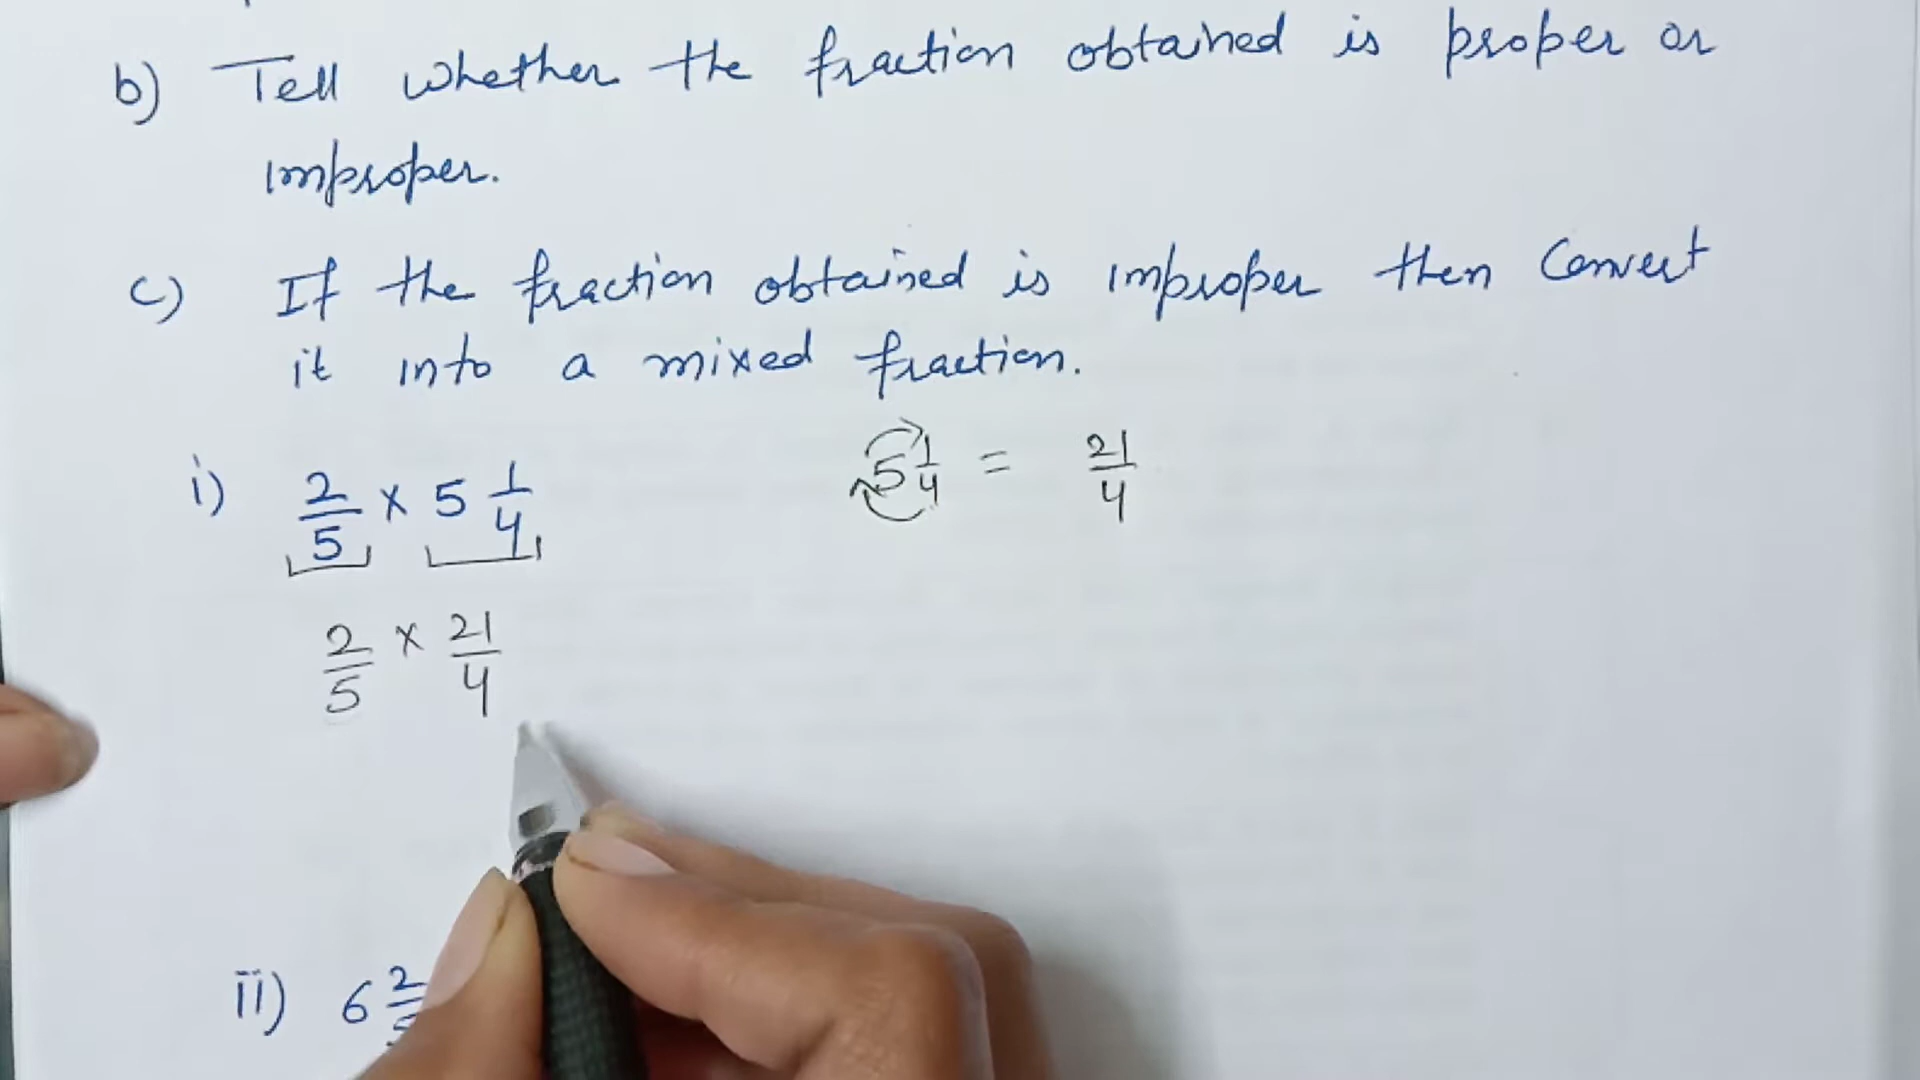 b) Tell whether the fraction obtained is proper or
improper.
c) If the fraction obtained is improper then convert
it into a mixed fraction.
i) 2/5 × 5 1/4
5 1/4 = 21/4
2/5 × 21/4
ii) 6 2/